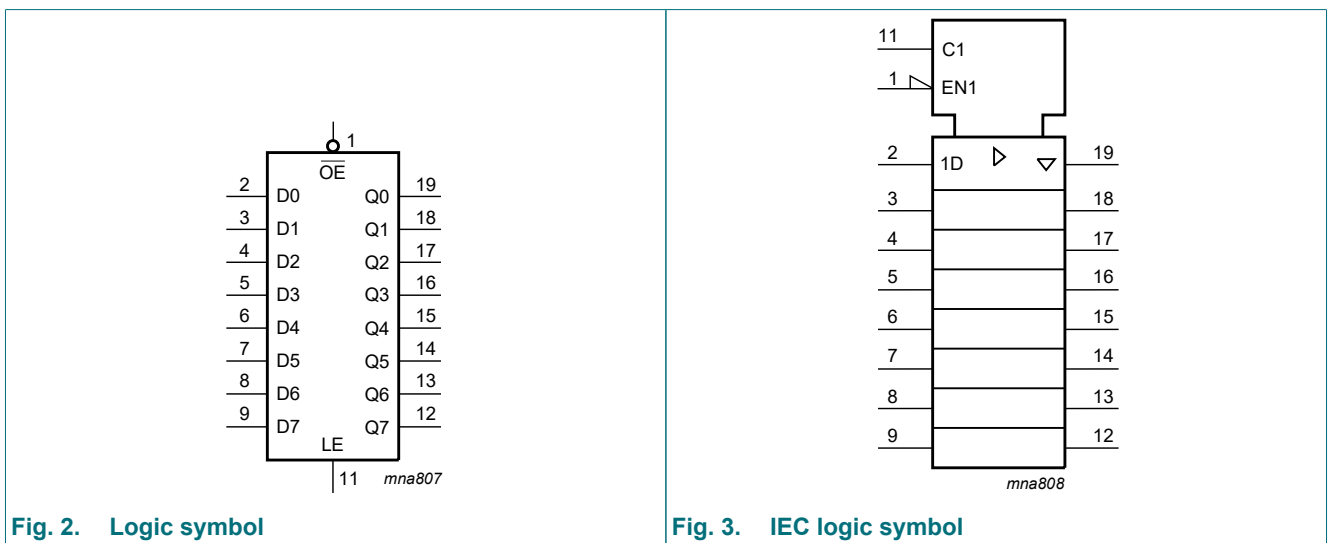 1
OE
2 D0 Q0 19
3 D1 Q1 18
4 D2 Q2 17
5 D3 Q3 16
6 D4 Q4 15
7 D5 Q5 14
8 D6 Q6 13
9 D7 Q7 12
LE
11 mna807
Fig. 2. Logic symbol
11 C1
1 EN1
2 1D 19
3 18
4 17
5 16
6 15
7 14
8 13
9 12
mna808
Fig. 3. IEC logic symbol